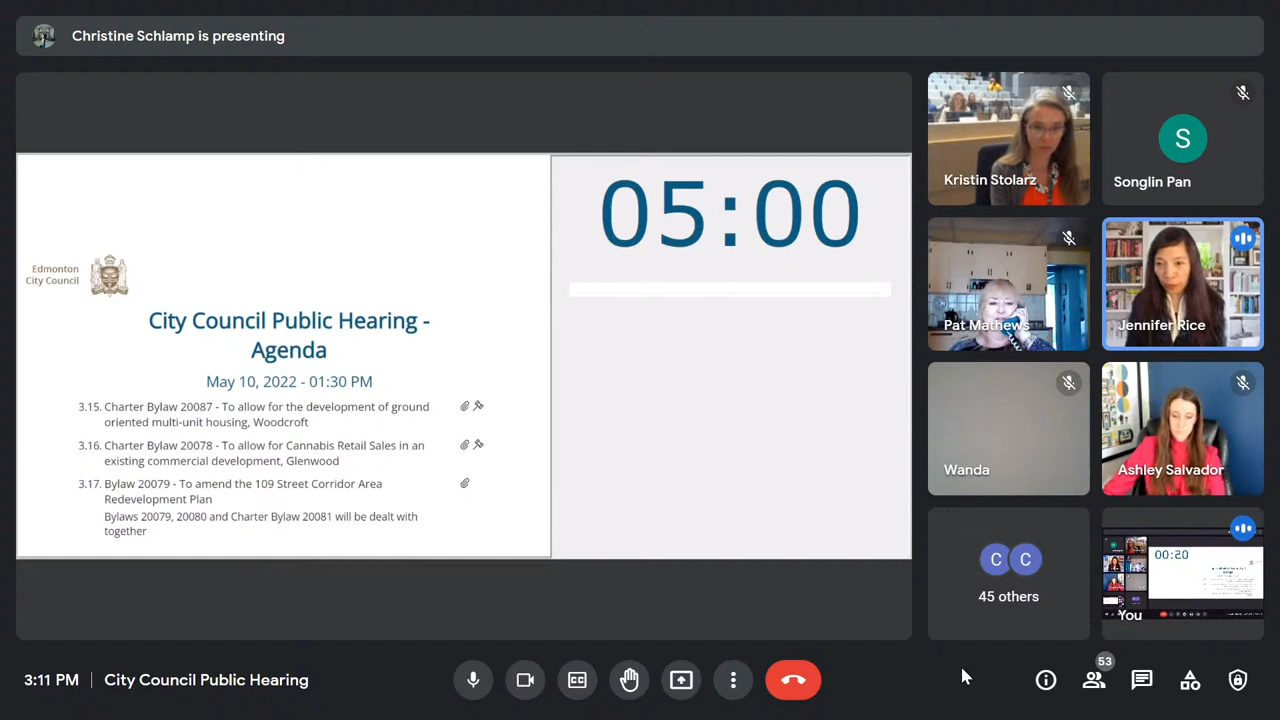 Christine Schlamp is presenting
Edmonton
City Council
City Council Public Hearing -
Agenda
May 10, 2022 - 01:30 PM
3.15. Charter Bylaw 20087 - To allow for the development of ground
oriented multi-unit housing, Woodcroft
3.16. Charter Bylaw 20078 - To allow for Cannabis Retail Sales in an
existing commercial development, Glenwood
3.17. Bylaw 20079 - To amend the 109 Street Corridor Area
Redevelopment Plan
Bylaws 20079, 20080 and Charter Bylaw 20081 will be dealt with
together
05:00
Kristin Stolarz
S
Songlin Pan
Pat Mathews
Jennifer Rice
Wanda
Ashley Salvador
C C
45 others
You
3:11 PM
City Council Public Hearing
CC
53